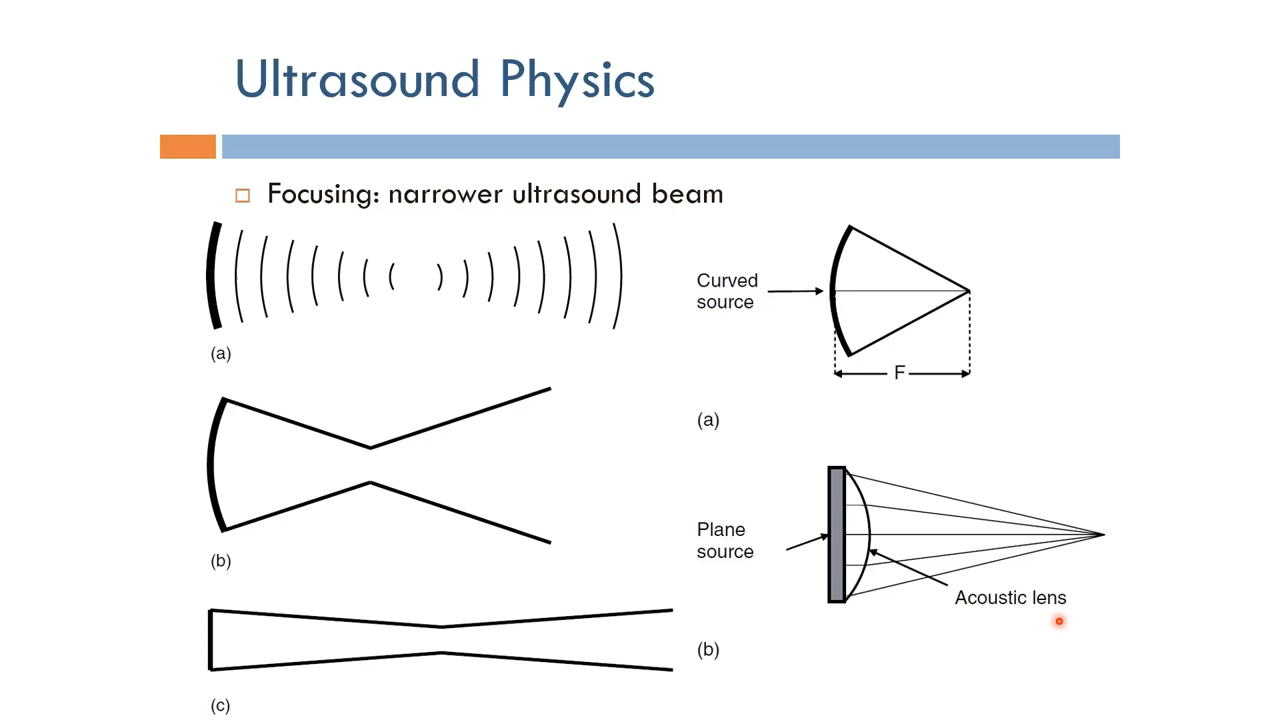 Ultrasound Physics
Focusing: narrower ultrasound beam
(a)
(b)
(c)
Curved
source
F
(a)
Plane
source
Acoustic lens
(b)